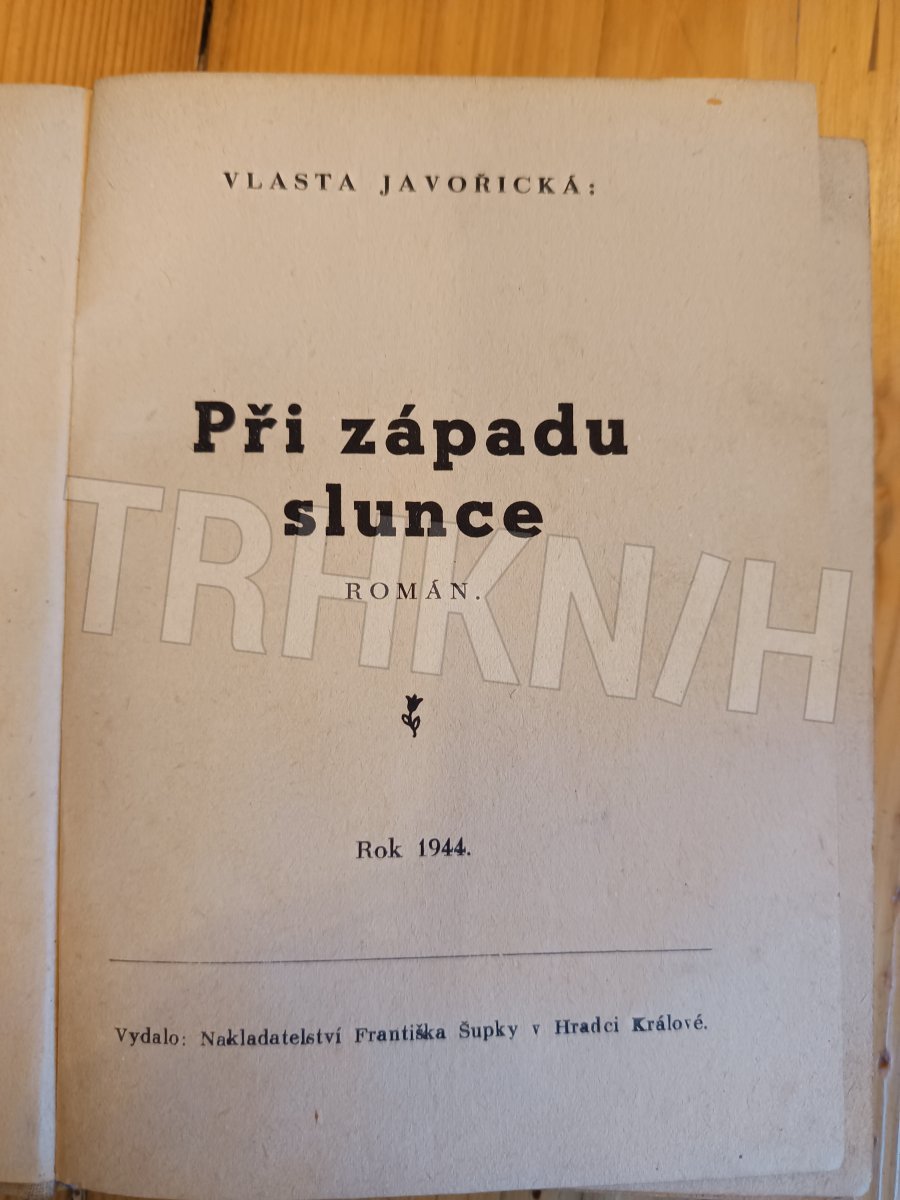 VLASTA JAVOŘICKÁ:
Při západu
slunce
TRHKNIH
ROMÁN.
Rok 1944.
Vydalo: Nakladatelství Františka Šupky v Hradci Králové.